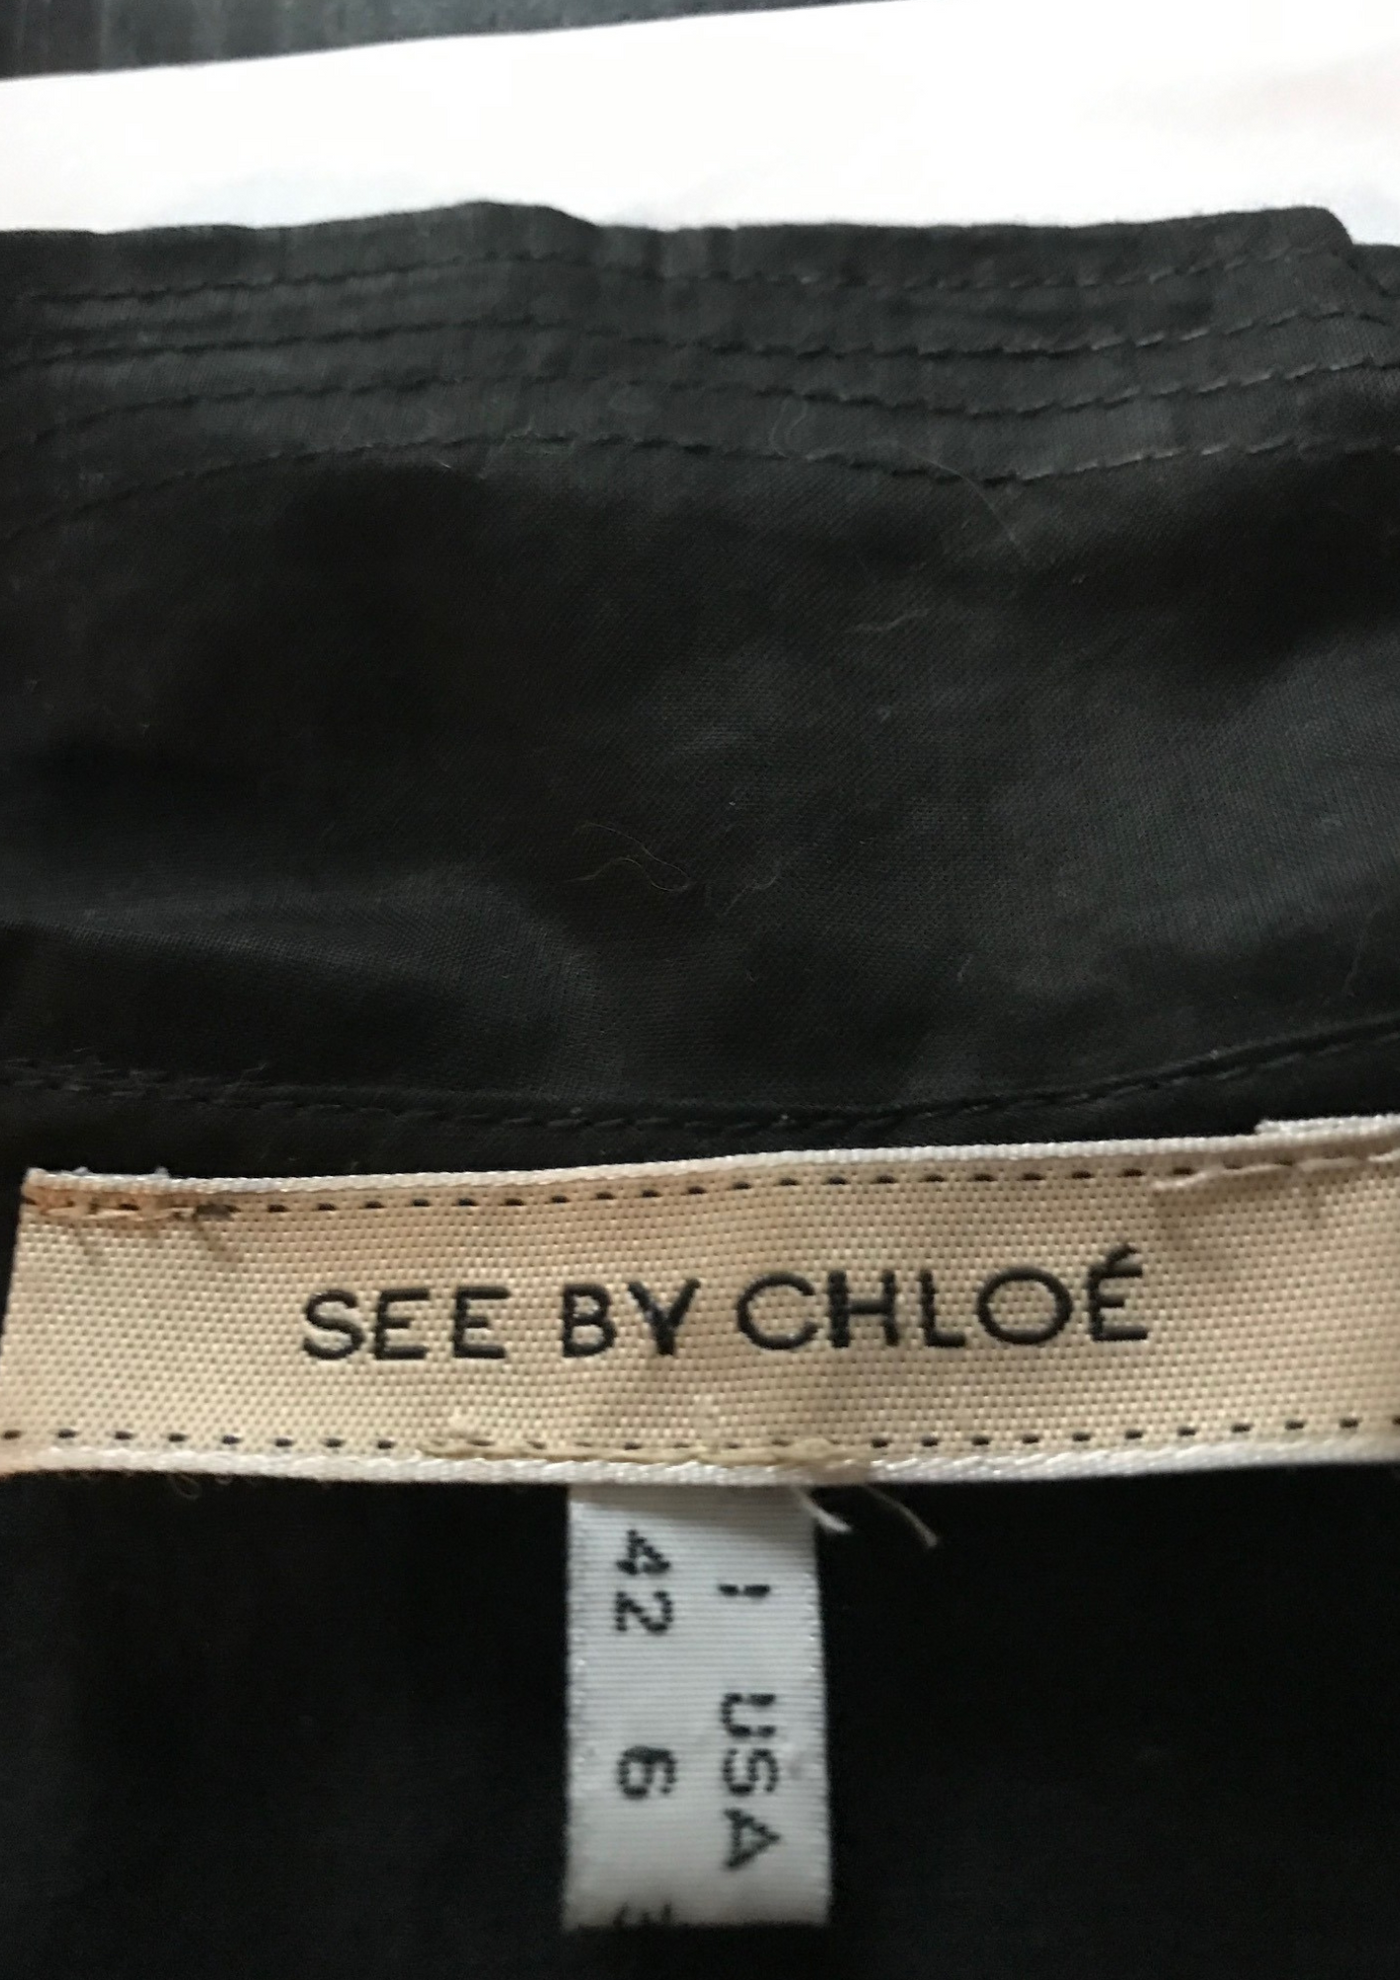 SEE BY CHLOÉ
I USA
42 6